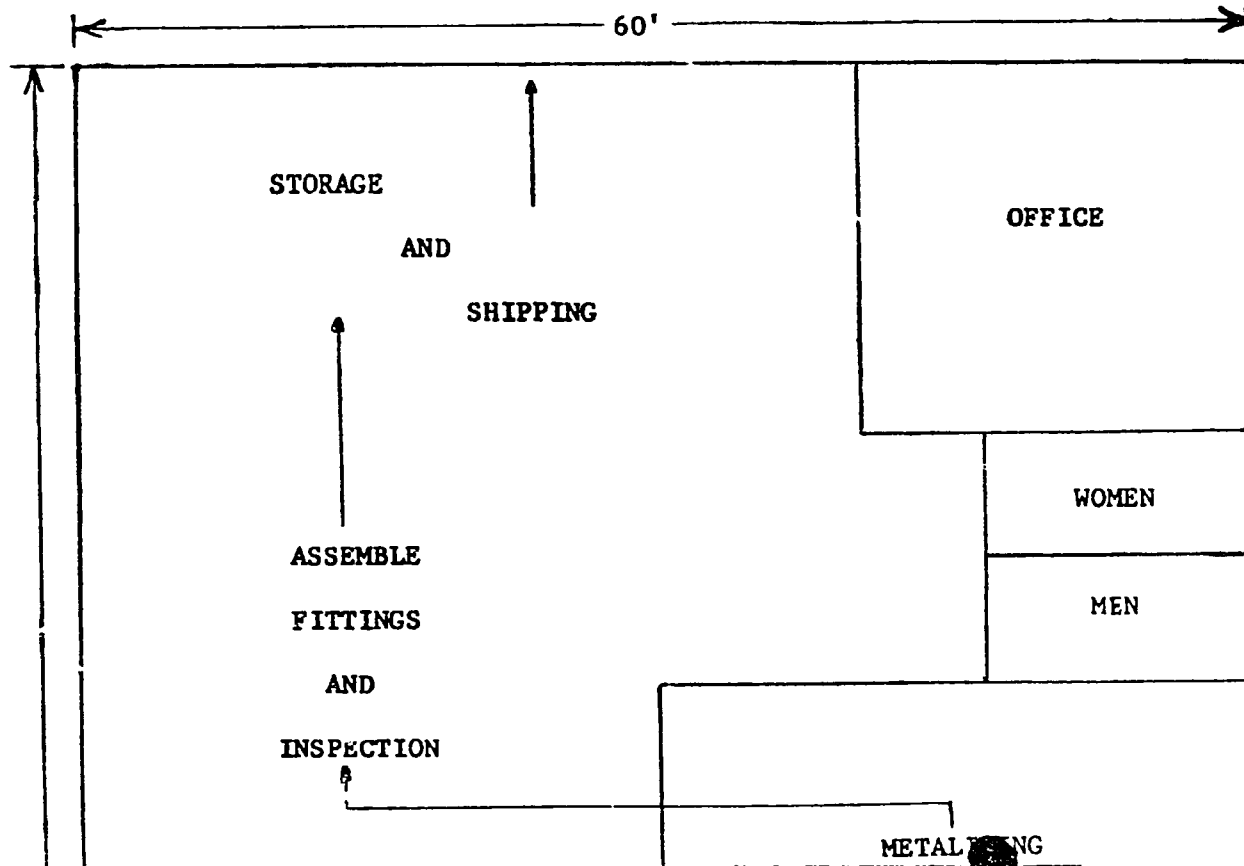 60'
STORAGE
AND
SHIPPING
OFFICE
WOMEN
MEN
ASSEMBLE
FITTINGS
AND
INSPECTION